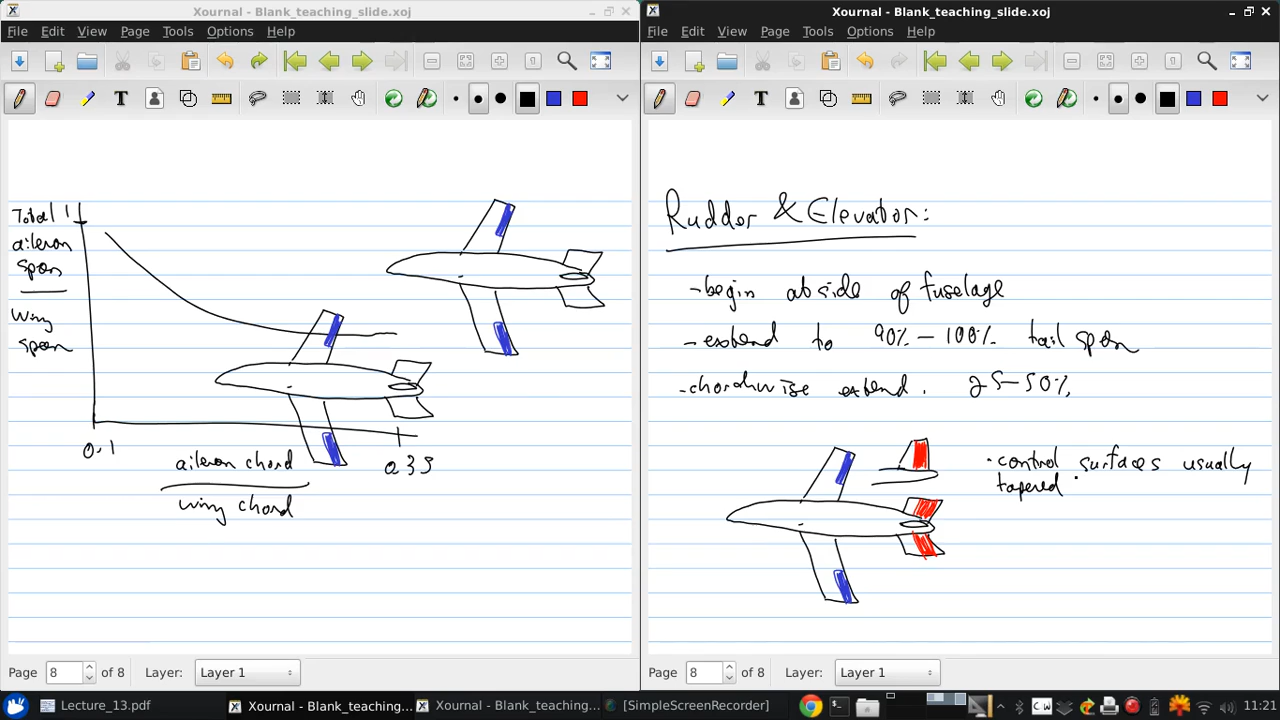 Xournal - Blank_teaching_slide.xoj
File Edit View Page Tools Options Help
Total 1
aileron
span
wing
span
0.1
aileron chord
wing chord
0.35
Page 8 of 8 Layer: Layer 1
Xournal - Blank_teaching_slide.xoj
File Edit View Page Tools Options Help
Rudder & Elevator:
-begin at side of fuselage
-extend to 90% - 100% tail span
-chordwise extend. 25-50%
·control surfaces usually
tapered.
Page 8 of 8 Layer: Layer 1
Lecture_13.pdf Xournal - Blank_teaching... Xournal - Blank_teaching... [SimpleScreenRecorder] 11:21